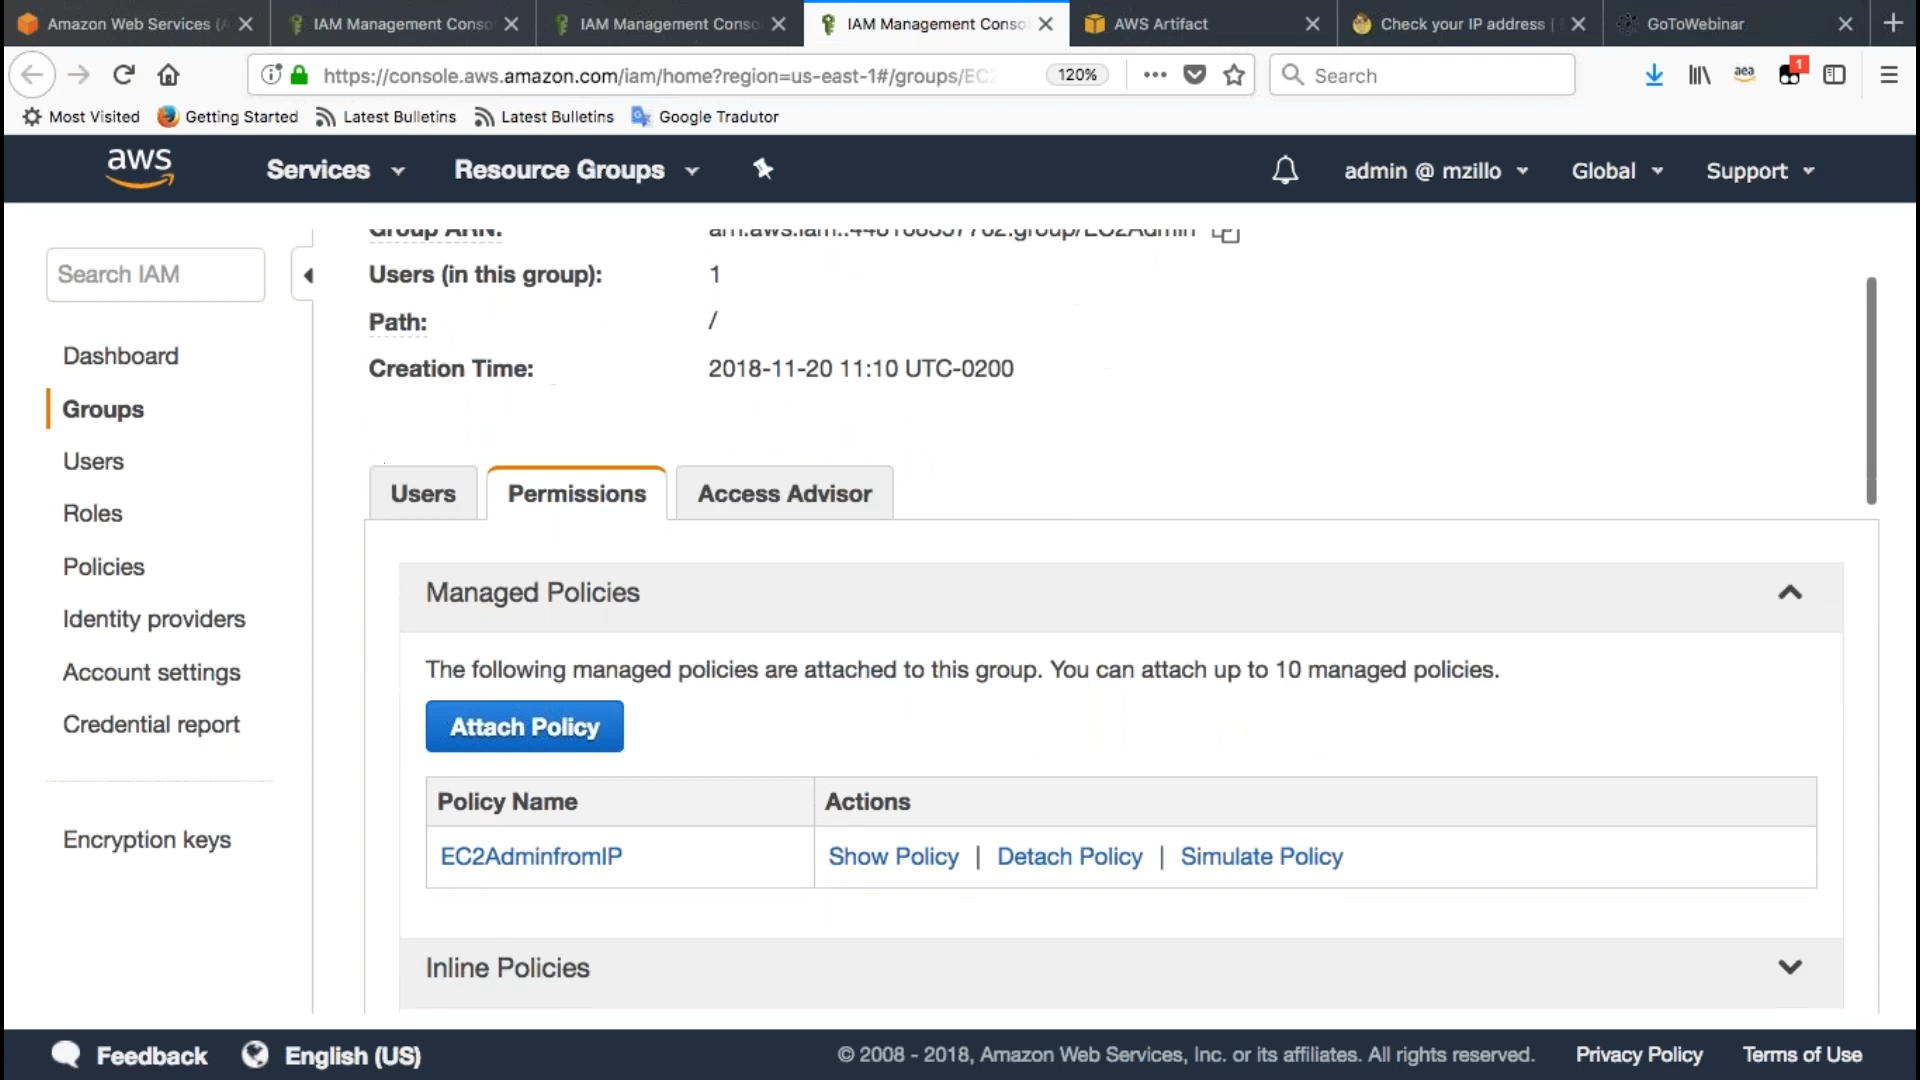 Amazon Web Services (A
IAM Management Conso
IAM Management Conso
IAM Management Conso
AWS Artifact
Check your IP address |
GoToWebinar
https://console.aws.amazon.com/iam/home?region=us-east-1#/groups/EC2
120%
Search
aea
1
Most Visited
Getting Started
Latest Bulletins
Latest Bulletins
Google Tradutor
aws
Services
Resource Groups
admin @ mzillo
Global
Support
Search IAM
Dashboard
Groups
Users
Roles
Policies
Identity providers
Account settings
Credential report
Encryption keys
Group ARN:
Users (in this group): 1
Path: /
Creation Time: 2018-11-20 11:10 UTC-0200
Users
Permissions
Access Advisor
Managed Policies
The following managed policies are attached to this group. You can attach up to 10 managed policies.
Attach Policy
Policy Name Actions
EC2AdminfromIP Show Policy | Detach Policy | Simulate Policy
Inline Policies
Feedback
English (US)
© 2008 - 2018, Amazon Web Services, Inc. or its affiliates. All rights reserved.
Privacy Policy
Terms of Use